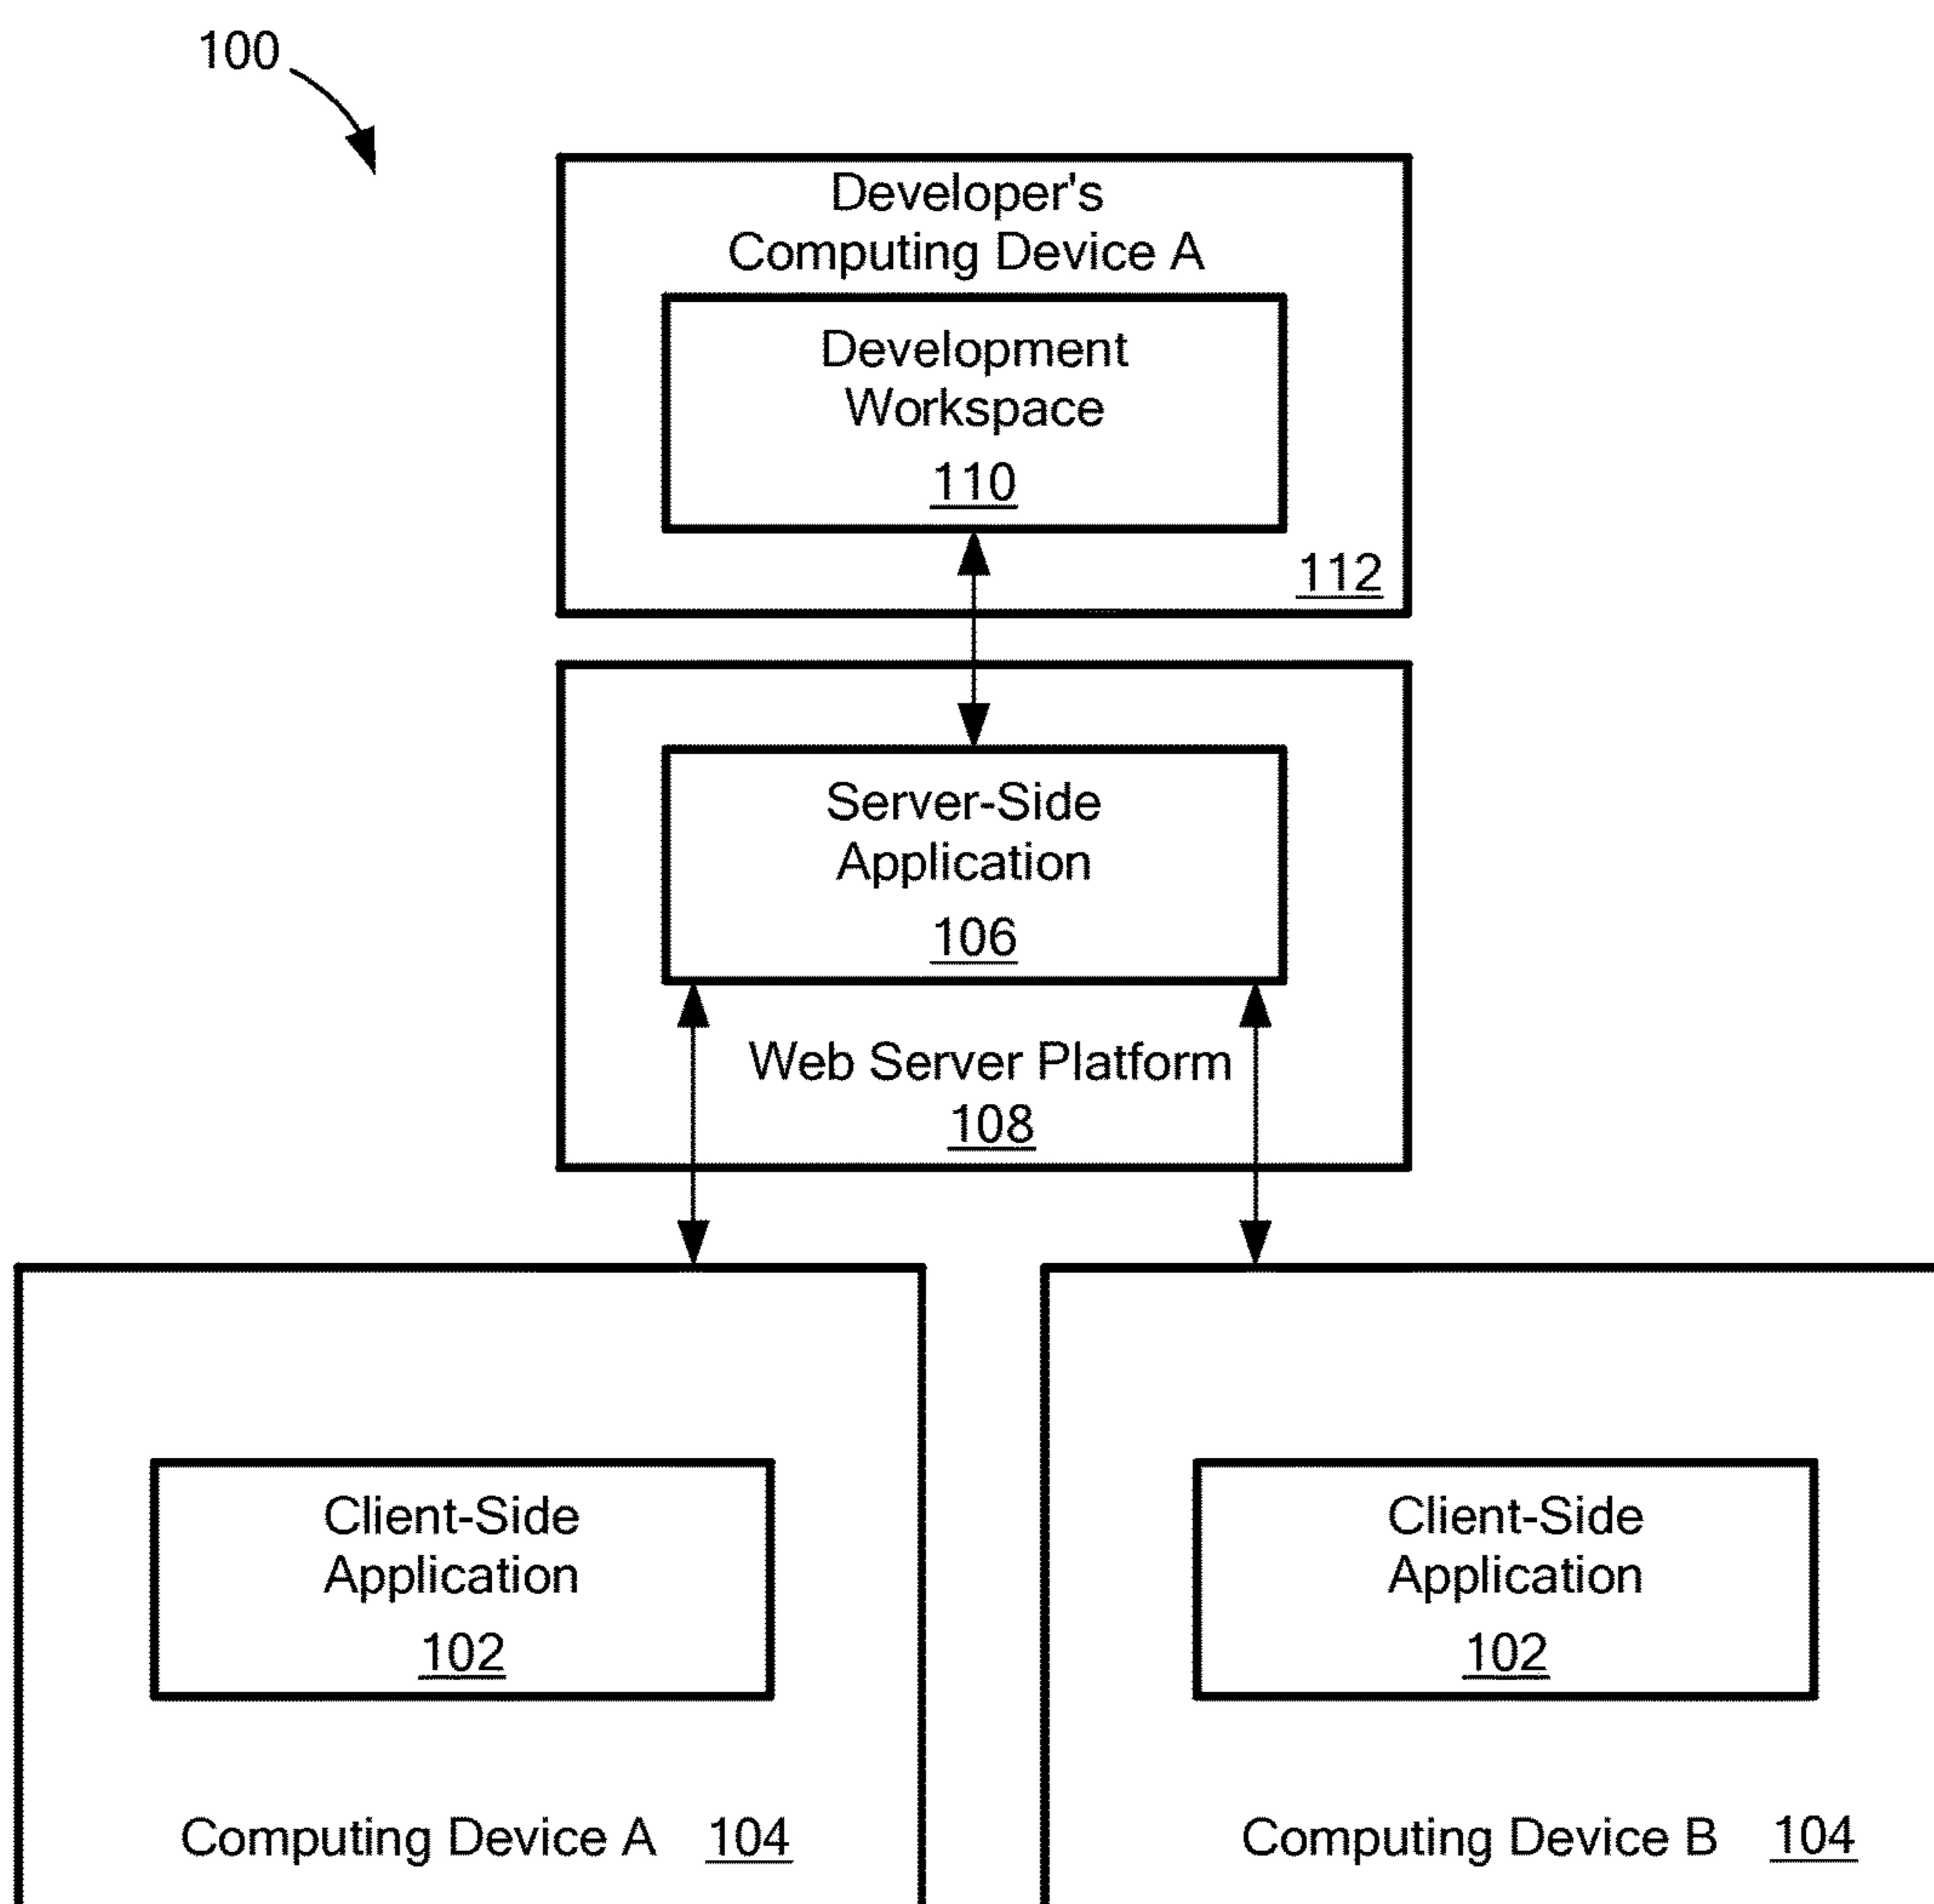 100
Developer's
Computing Device A
Development
Workspace
110
112
Server-Side
Application
106
Web Server Platform
108
Client-Side
Application
102
Computing Device A 104
Client-Side
Application
102
Computing Device B 104